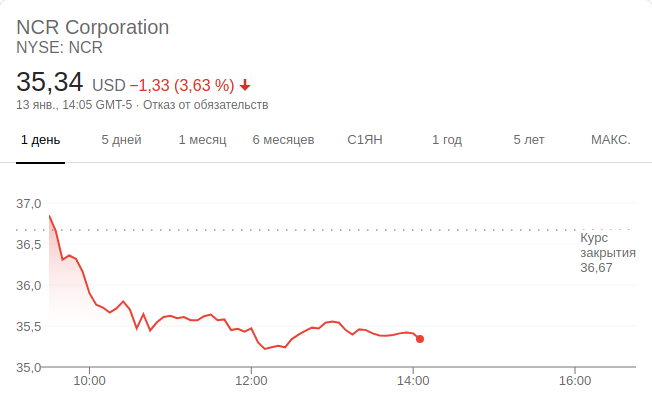 NCR Corporation
NYSE: NCR
35,34 USD −1,33 (3,63 %)
13 янв., 14:05 GMT-5 · Отказ от обязательств
1 день 5 дней 1 месяц 6 месяцев С1ЯН 1 год 5 лет МАКС.
37,0
36,5
36,0
35,5
35,0
Курс
закрытия
36,67
10:00 12:00 14:00 16:00